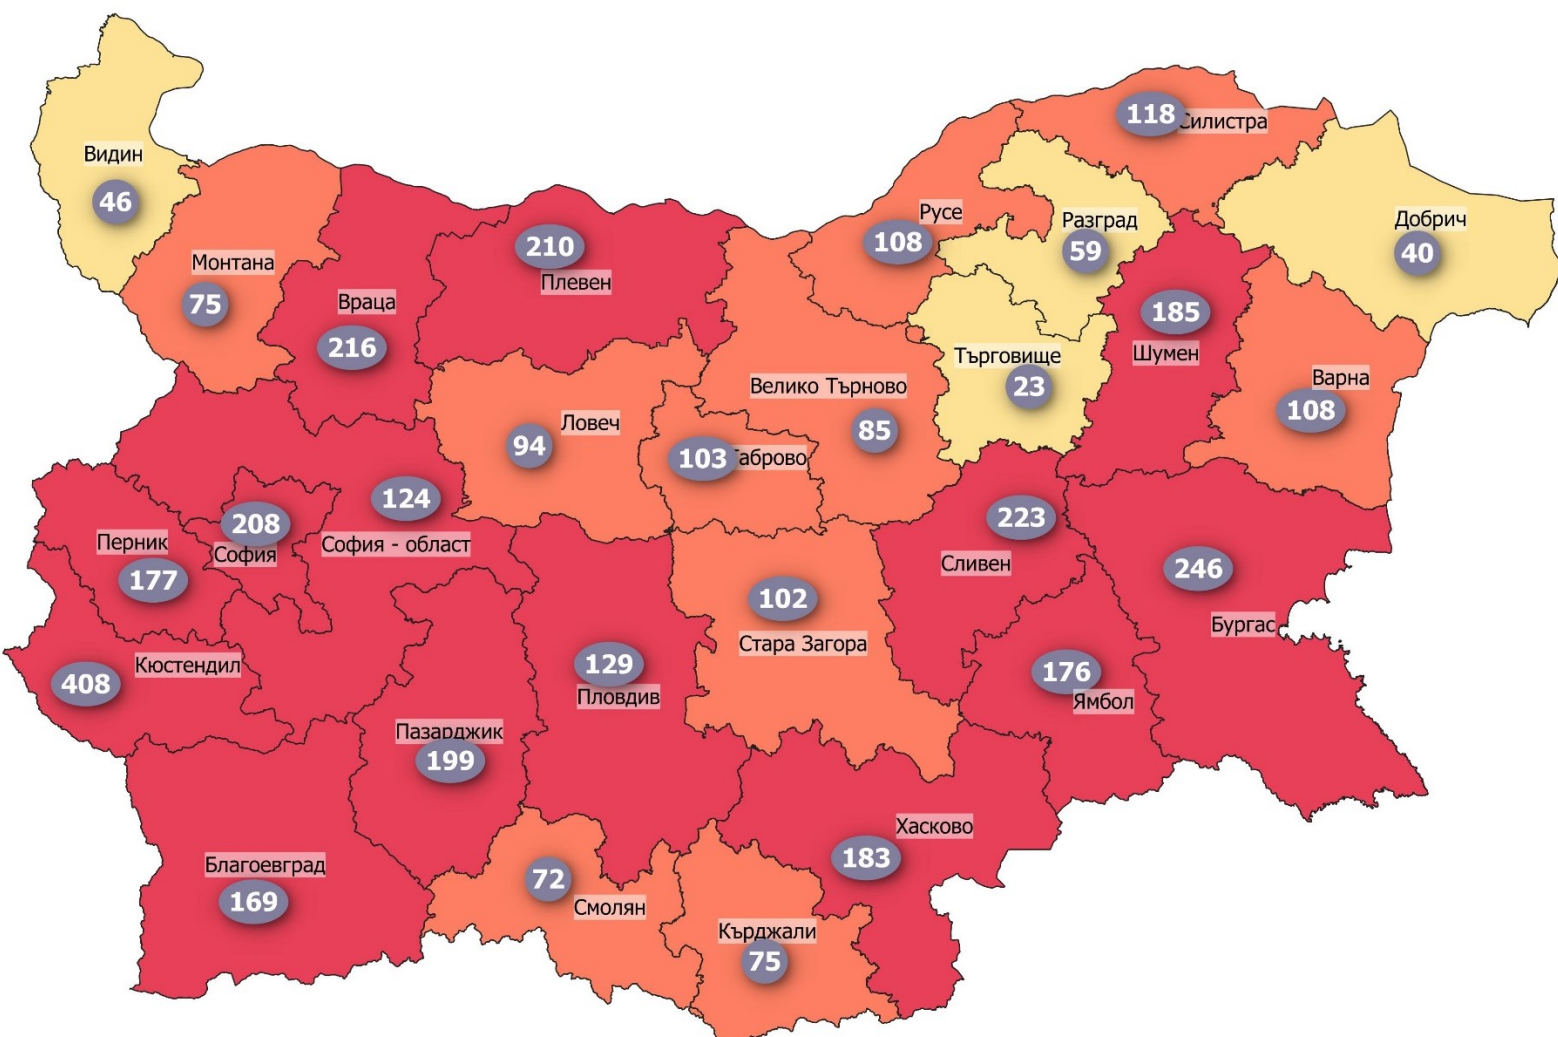 118
Силистра
Видин
46
Русе
108
Разград
59
Добрич
40
Монтана
75
210
Плевен
Враца
216
185
Шумен
Търговище
23
Варна
108
Велико Търново
85
Ловеч
94
103
Габрово
124
София - област
208
София
Перник
177
223
Сливен
246
Бургас
102
Стара Загора
Кюстендил
408
129
Пловдив
176
Ямбол
Пазарджик
199
Хасково
183
Благоевград
169
72
Смолян
Кърджали
75